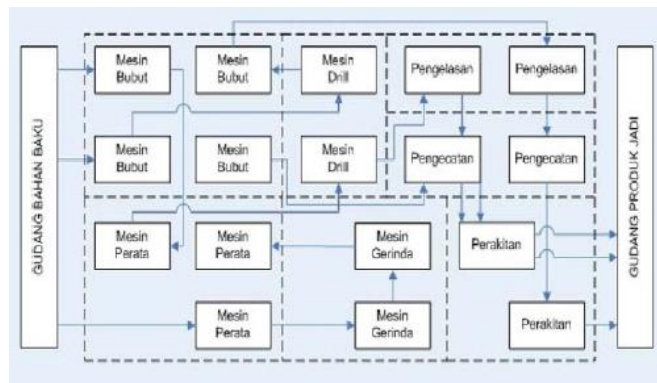 GUDANG BAHAN BAKU
Mesin
Bubut
Mesin
Bubut
Mesin
Drill
Pengelasan
Pengelasan
Mesin
Bubut
Mesin
Bubut
Mesin
Drill
Pengecatan
Pengecatan
Mesin
Perata
Mesin
Perata
Mesin
Gerinda
Perakitan
Mesin
Perata
Mesin
Gerinda
Perakitan
GUDANG PRODUK JADI